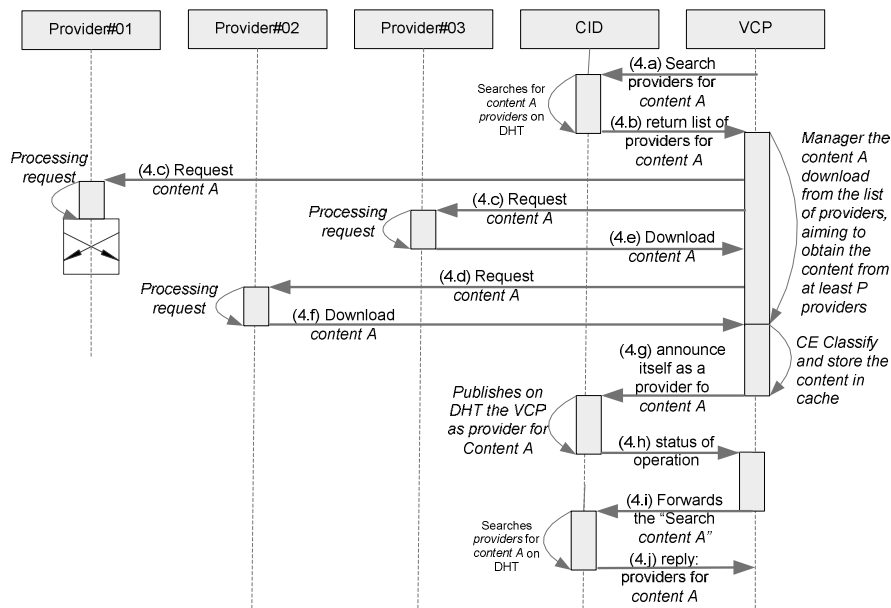 Provider#01
Provider#02
Provider#03
CID
VCP
(4.a) Search
providers for
content A
Searches for
content A
providers on
DHT
(4.b) return list of
providers for
content A
Manager the
content A
download
from the list
of providers,
aiming to
obtain the
content from
at least P
providers
Processing
request
(4.c) Request
content A
Processing
request
(4.c) Request
content A
(4.e) Download
content A
Processing
request
(4.d) Request
content A
(4.f) Download
content A
CE Classify
and store the
content in
cache
(4.g) announce
itself as a
provider fo
content A
Publishes on
DHT the VCP
as provider for
Content A
(4.h) status of
operation
(4.i) Forwards
the “Search
content A”
Searches
providers for
content A on
DHT
(4.j) reply:
providers for
content A